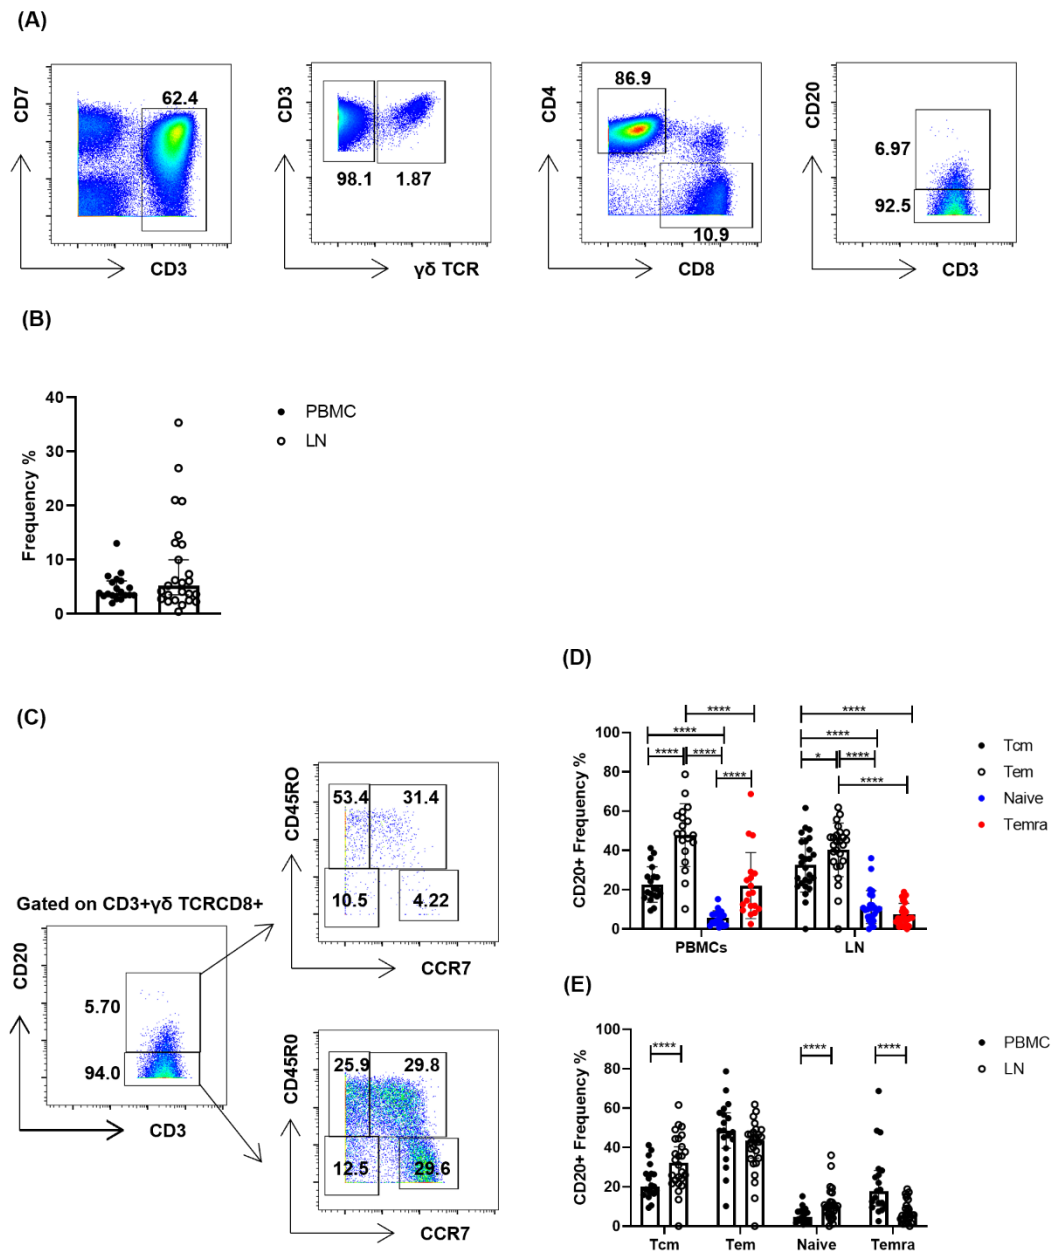 (A)
CD7
62.4
CD3
CD3
98.1
1.87
γδ TCR
CD4
86.9
10.9
CD8
CD20
6.97
92.5
CD3
(B)
Frequency %
40
30
20
10
0
PBMC
LN
(C)
Gated on CD3+γδ TCRCD8+
CD20
5.70
94.0
CD3
CD45RO
53.4
31.4
10.5
4.22
CCR7
CD45R0
25.9
29.8
12.5
29.6
CCR7
(D)
CD20+ Frequency %
100
80
60
40
20
0
****
****
****
****
****
****
****
*
****
****
PBMCs
LN
Tcm
Tem
Naive
Temra
(E)
CD20+ Frequency %
100
80
60
40
20
0
****
****
****
Tcm
Tem
Naive
Temra
PBMC
LN